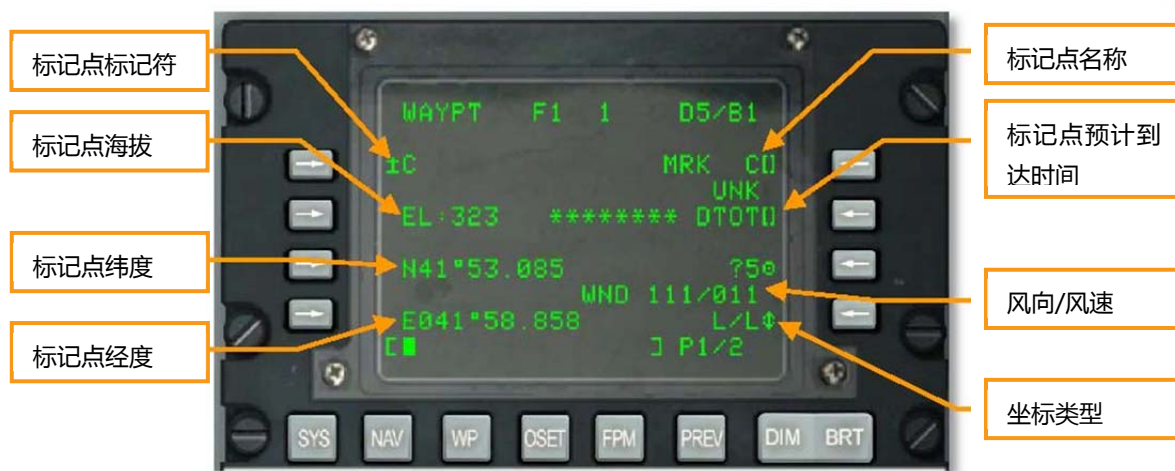 标记点标记符
标记点海拔
标记点纬度
标记点经度
WAYPT F1 1 D5/B1
±C MRK C[]
UNK
EL:323 ******** DTOT[]
N41°53.085 ?5⊙
WND 111/011
E041°58.858 L/L↕
[█ ] P1/2
SYS NAV WP OSET FPM PREV DIM BRT
标记点名称
标记点预计到
达时间
风向/风速
坐标类型